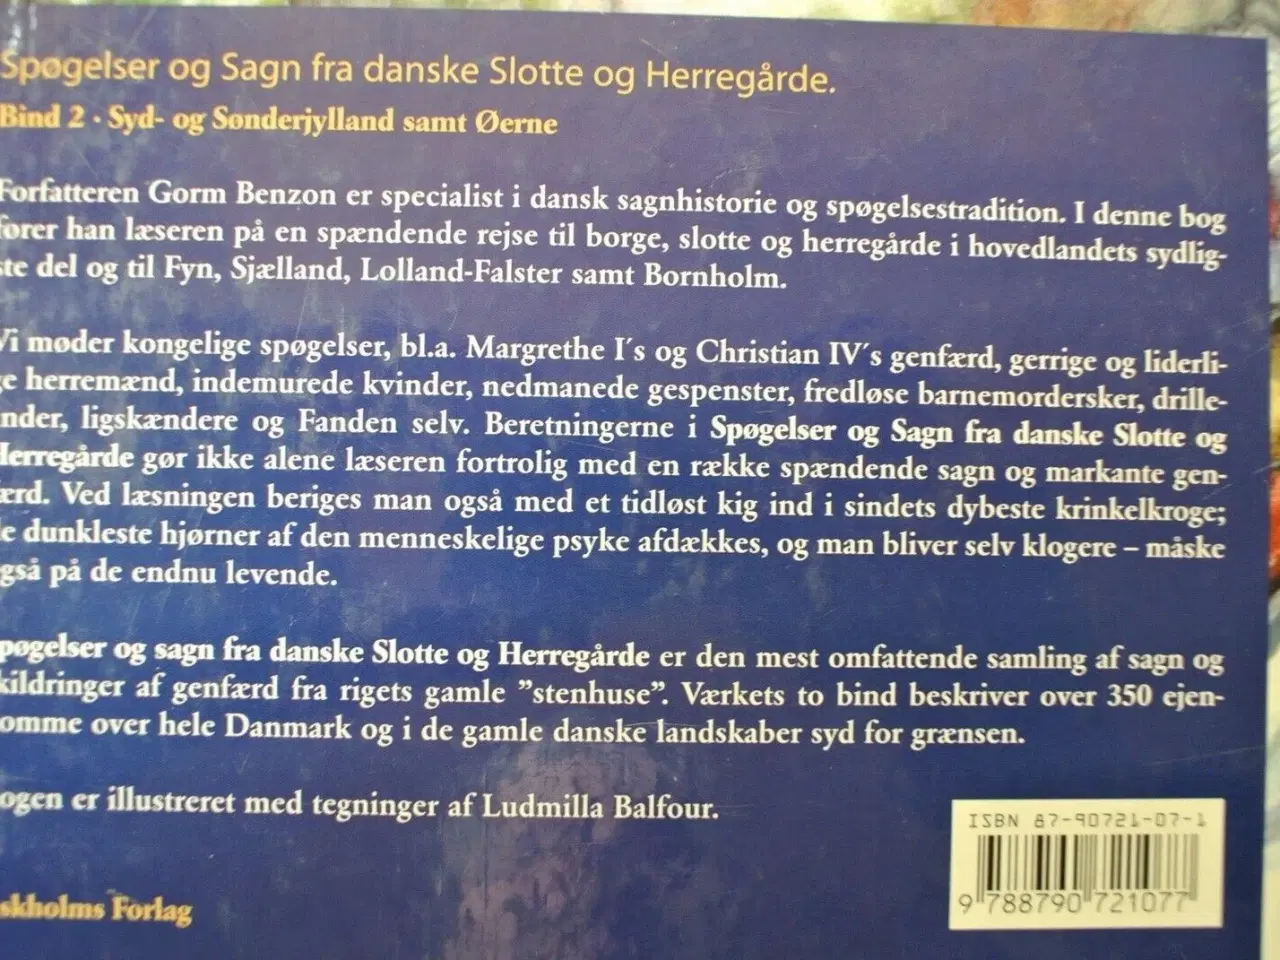 Spøgelser og Sagn fra danske Slotte og Herregårde.
Bind 2 · Syd- og Sønderjylland samt Øerne
Forfatteren Gorm Benzon er specialist i dansk sagnhistorie og spøgelsestradition. I denne bog
fører han læseren på en spændende rejse til borge, slotte og herregårde i hovedlandets sydlig-
ste del og til Fyn, Sjælland, Lolland-Falster samt Bornholm.
Vi møder kongelige spøgelser, bl.a. Margrethe I´s og Christian IV´s genfærd, gerrige og liderli-
ge herremænd, indemurede kvinder, nedmanede gespenster, fredløse barnemordersker, drille-
nder, ligskændere og Fanden selv. Beretningerne i Spøgelser og Sagn fra danske Slotte og
Herregårde gør ikke alene læseren fortrolig med en række spændende sagn og markante gen-
ærd. Ved læsningen beriges man også med et tidløst kig ind i sindets dybeste krinkelkroge;
e dunkleste hjørner af den menneskelige psyke afdækkes, og man bliver selv klogere – måske
gså på de endnu levende.
pøgelser og sagn fra danske Slotte og Herregårde er den mest omfattende samling af sagn og
kildringer af genfærd fra rigets gamle ”stenhuse”. Værkets to bind beskriver over 350 ejen-
omme over hele Danmark og i de gamle danske landskaber syd for grænsen.
ogen er illustreret med tegninger af Ludmilla Balfour.
skholms Forlag
ISBN 87-90721-07-1
9 788790 721077